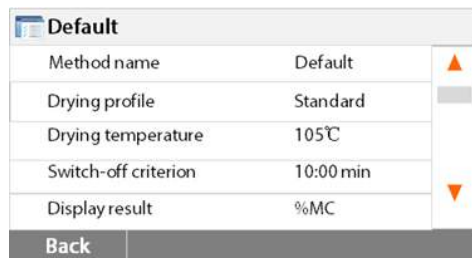 Default
Method name Default
Drying profile Standard
Drying temperature 105℃
Switch-off criterion 10:00 min
Display result %MC
Back